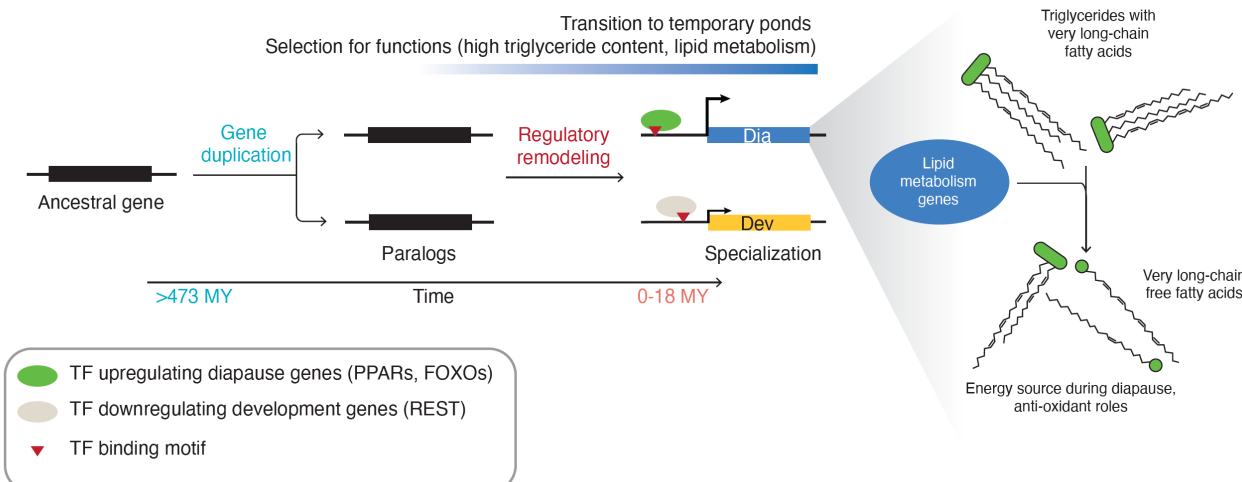 Transition to temporary ponds
Selection for functions (high triglyceride content, lipid metabolism)
Triglycerides with
very long-chain
fatty acids
Gene
duplication
Regulatory
remodeling
Dia
Ancestral gene
Lipid
metabolism
genes
Dev
Paralogs
Specialization
>473 MY
Time
0-18 MY
Very long-chain
free fatty acids
Energy source during diapause,
anti-oxidant roles
TF upregulating diapause genes (PPARs, FOXOs)
TF downregulating development genes (REST)
TF binding motif